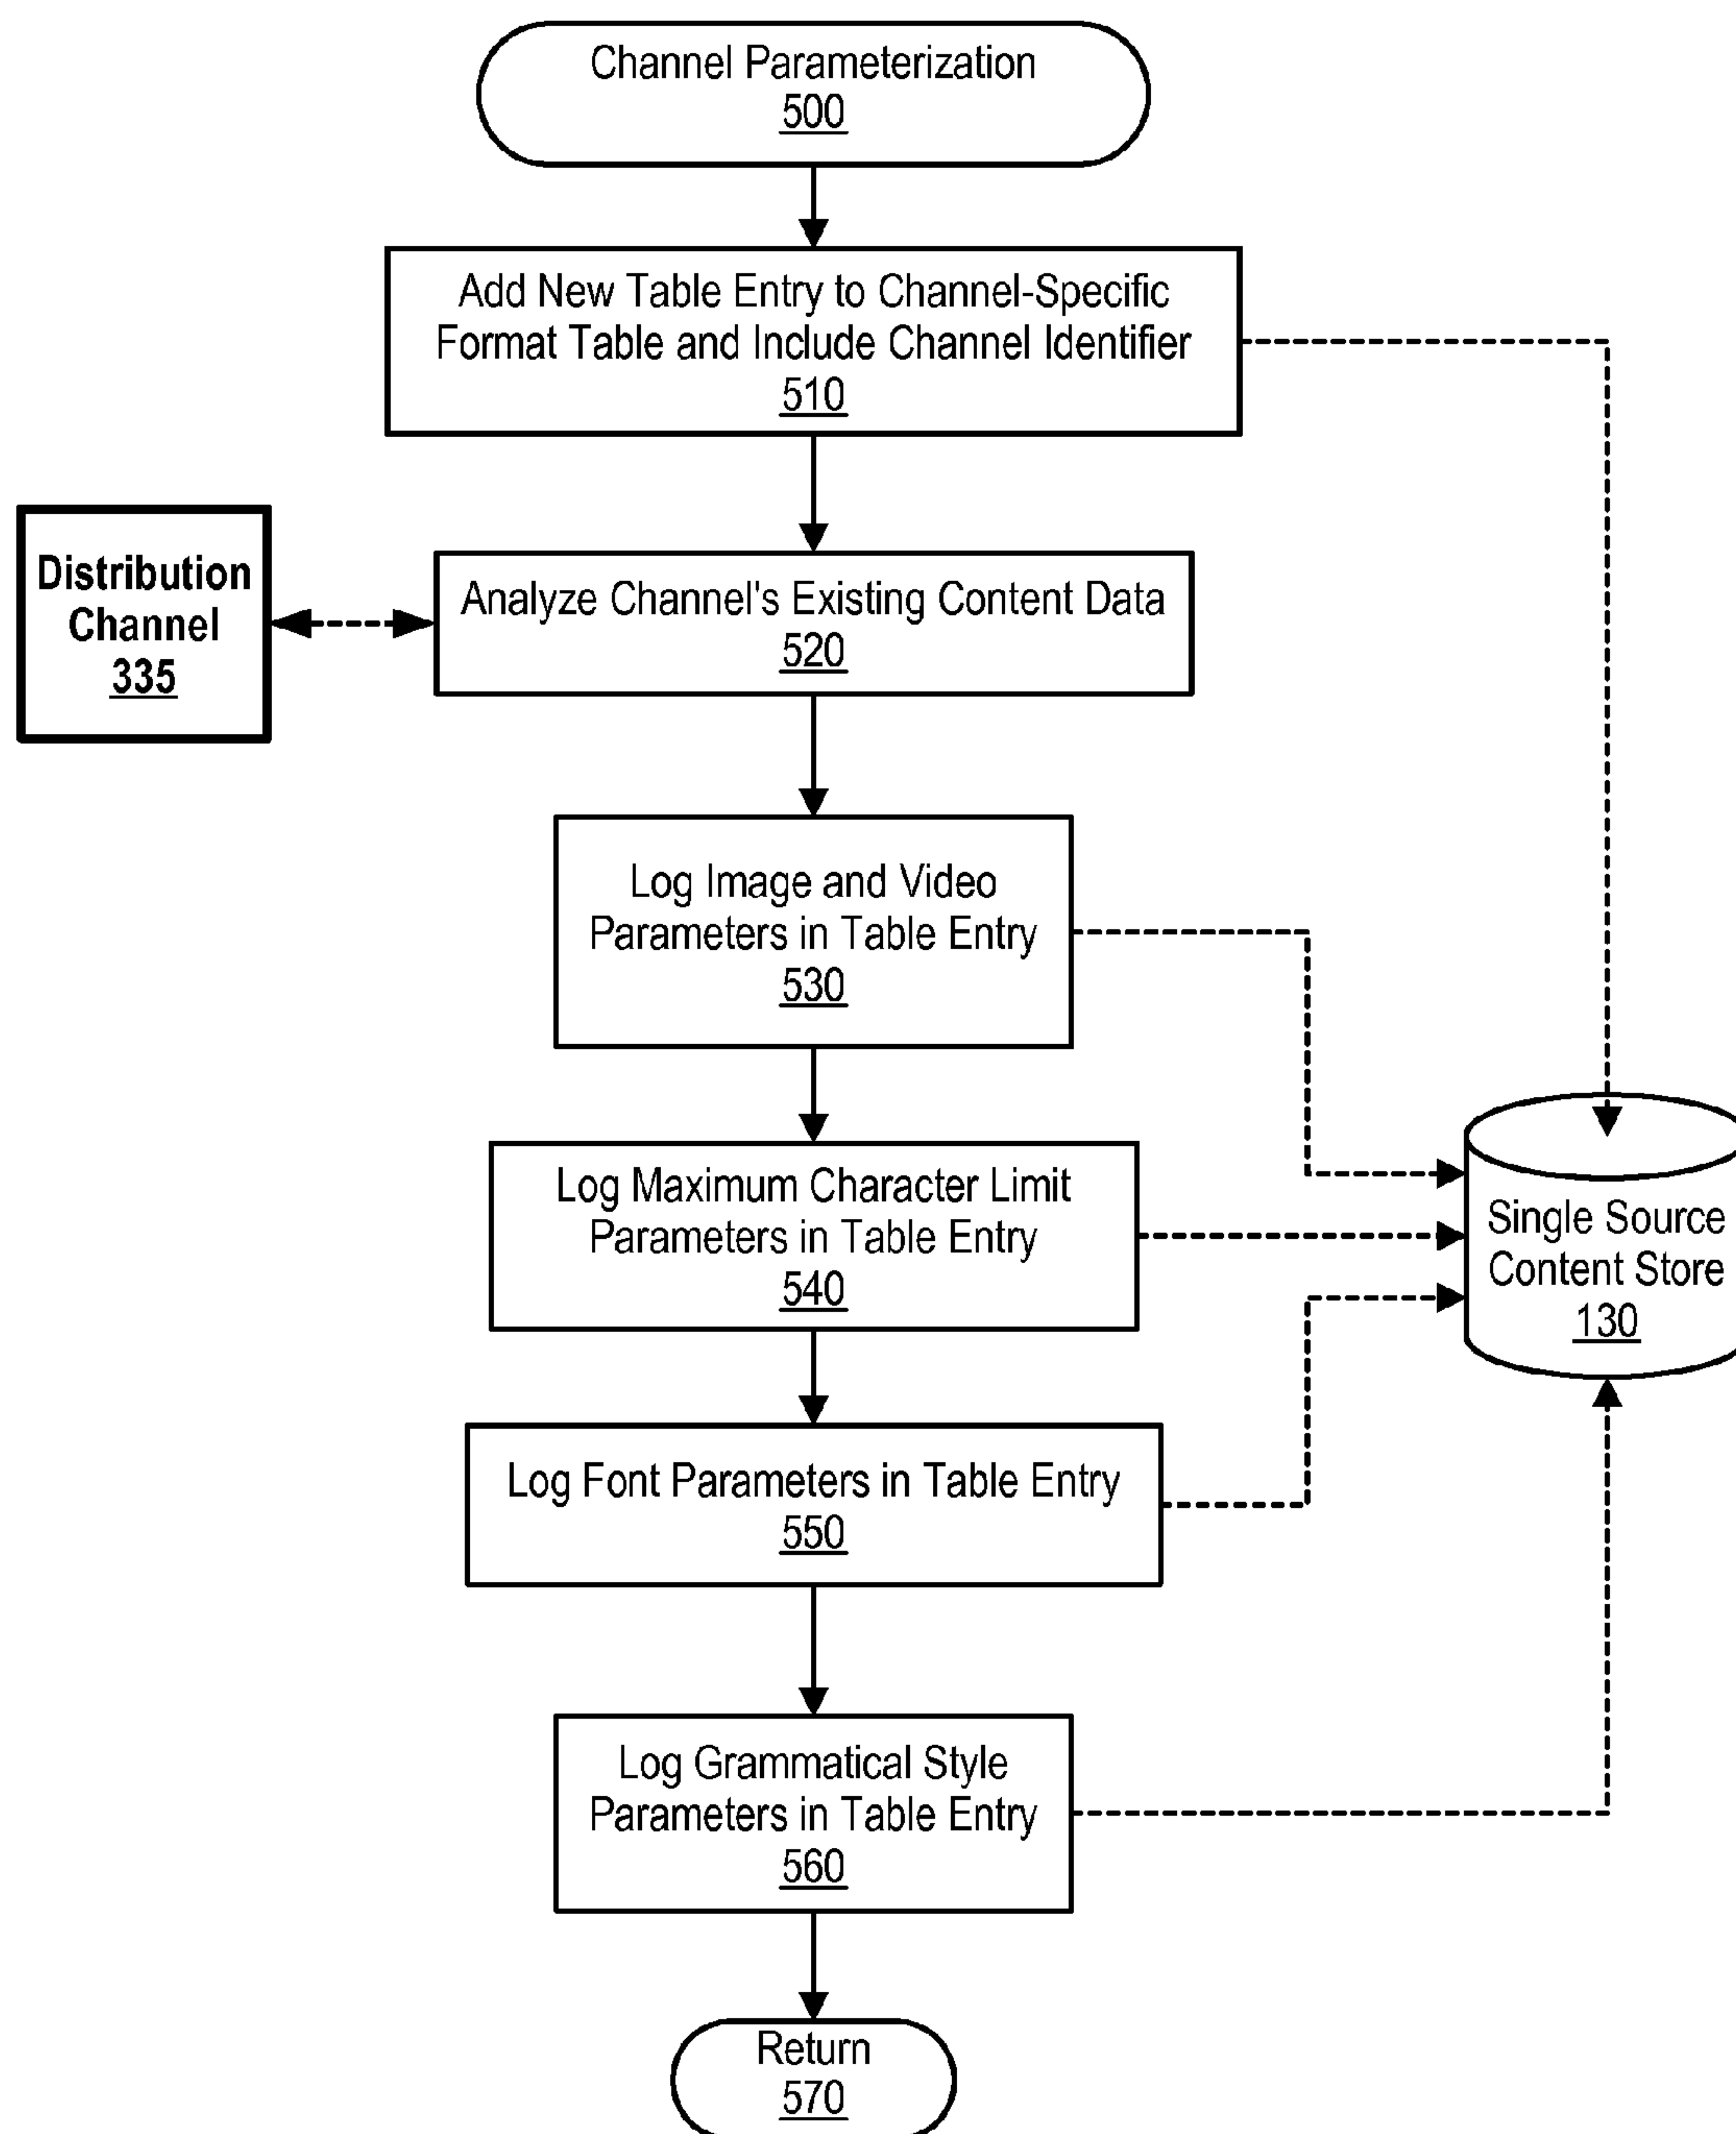 Channel Parameterization
500
Add New Table Entry to Channel-Specific
Format Table and Include Channel Identifier
510
Distribution
Channel
335
Analyze Channel's Existing Content Data
520
Log Image and Video
Parameters in Table Entry
530
Log Maximum Character Limit
Parameters in Table Entry
540
Single Source
Content Store
130
Log Font Parameters in Table Entry
550
Log Grammatical Style
Parameters in Table Entry
560
Return
570